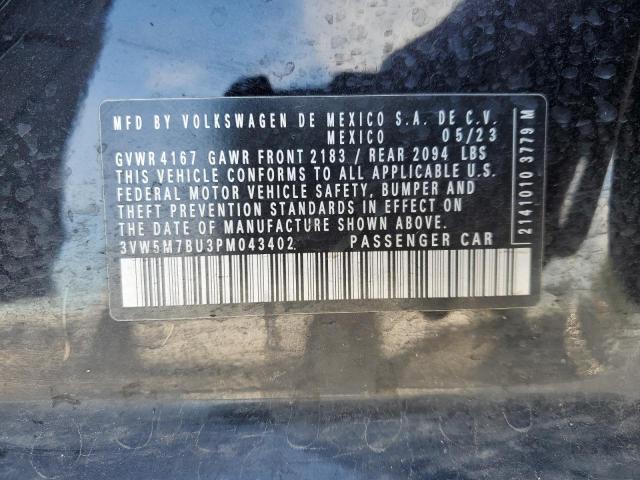 MFD BY VOLKSWAGEN DE MEXICO S.A. DE C.V.
MEXICO 05/23
GVWR 4167 GAWR FRONT 2183 / REAR 2094 LBS
THIS VEHICLE CONFORMS TO ALL APPLICABLE U.S.
FEDERAL MOTOR VEHICLE SAFETY, BUMPER AND
THEFT PREVENTION STANDARDS IN EFFECT ON
THE DATE OF MANUFACTURE SHOWN ABOVE.
3VW5M7BU3PM043402 PASSENGER CAR
2141010 3779 M